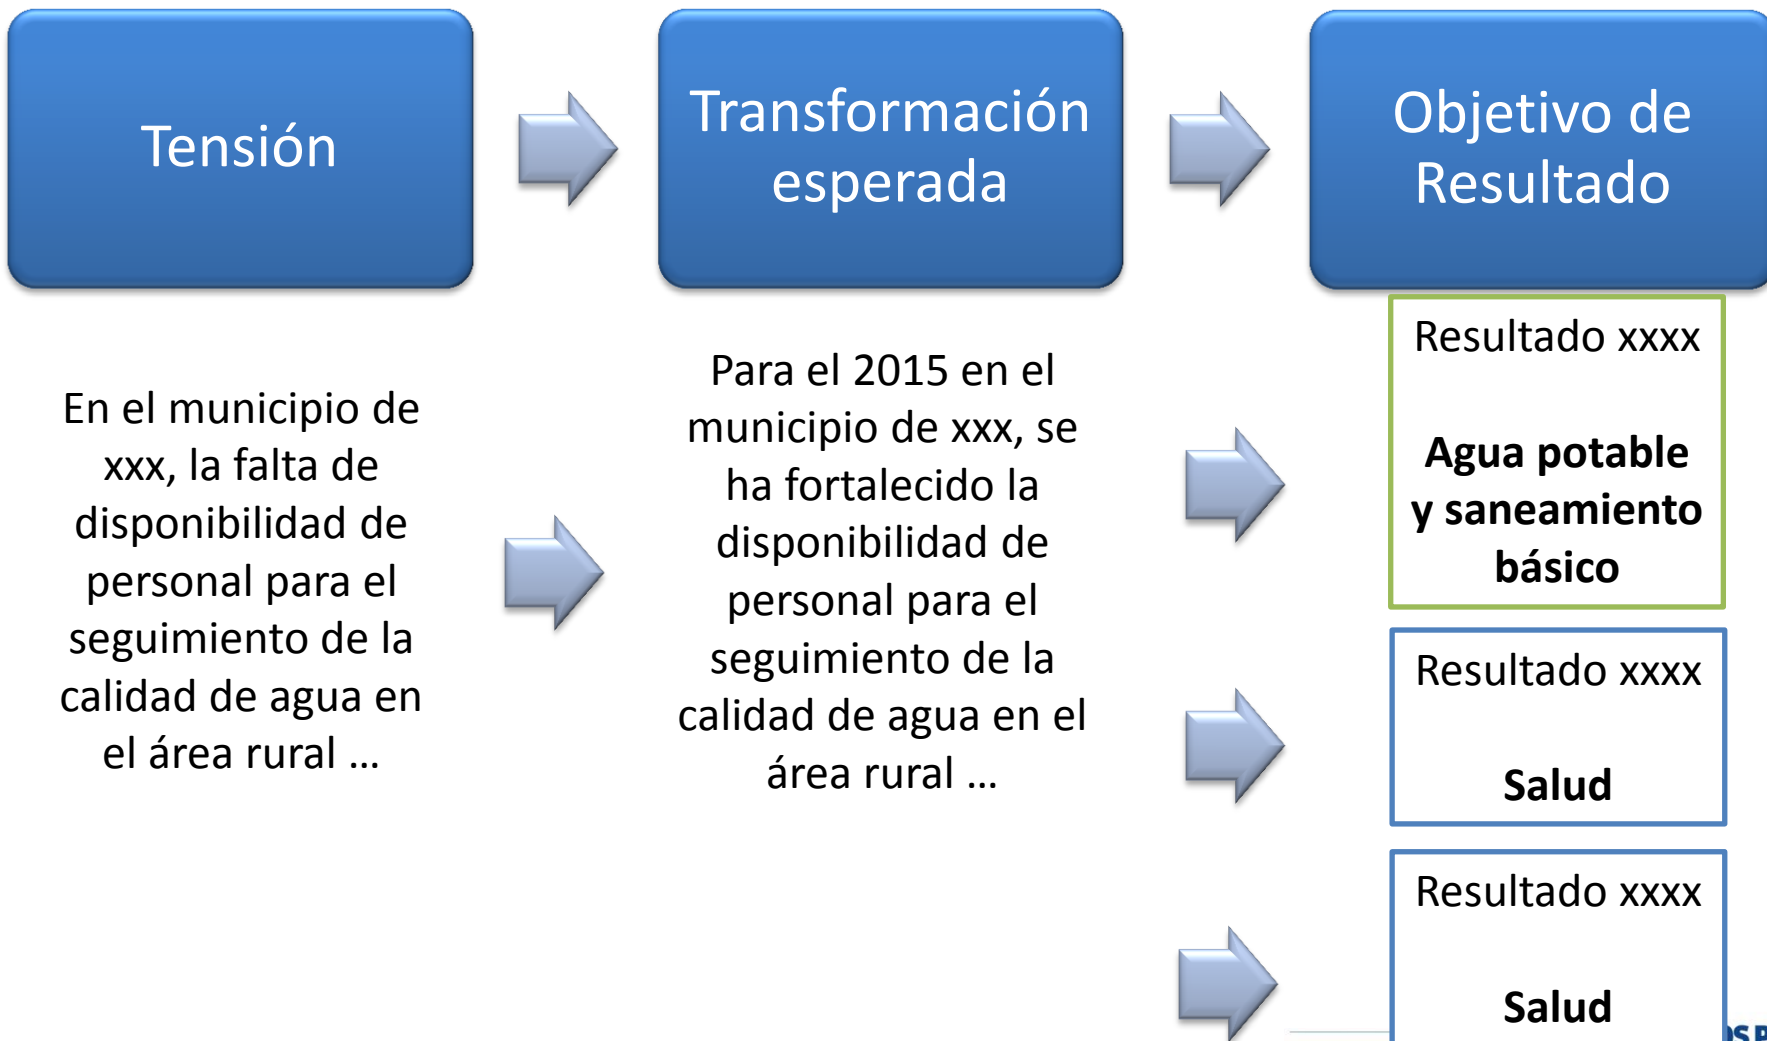 Tensión
Transformación
esperada
Objetivo de
Resultado
En el municipio de
xxx, la falta de
disponibilidad de
personal para el
seguimiento de la
calidad de agua en
el área rural ...
Para el 2015 en el
municipio de xxx, se
ha fortalecido la
disponibilidad de
personal para el
seguimiento de la
calidad de agua en el
área rural ...
Resultado xxxx
Agua potable
y saneamiento
básico
Resultado xxxx
Salud
Resultado xxxx
Salud